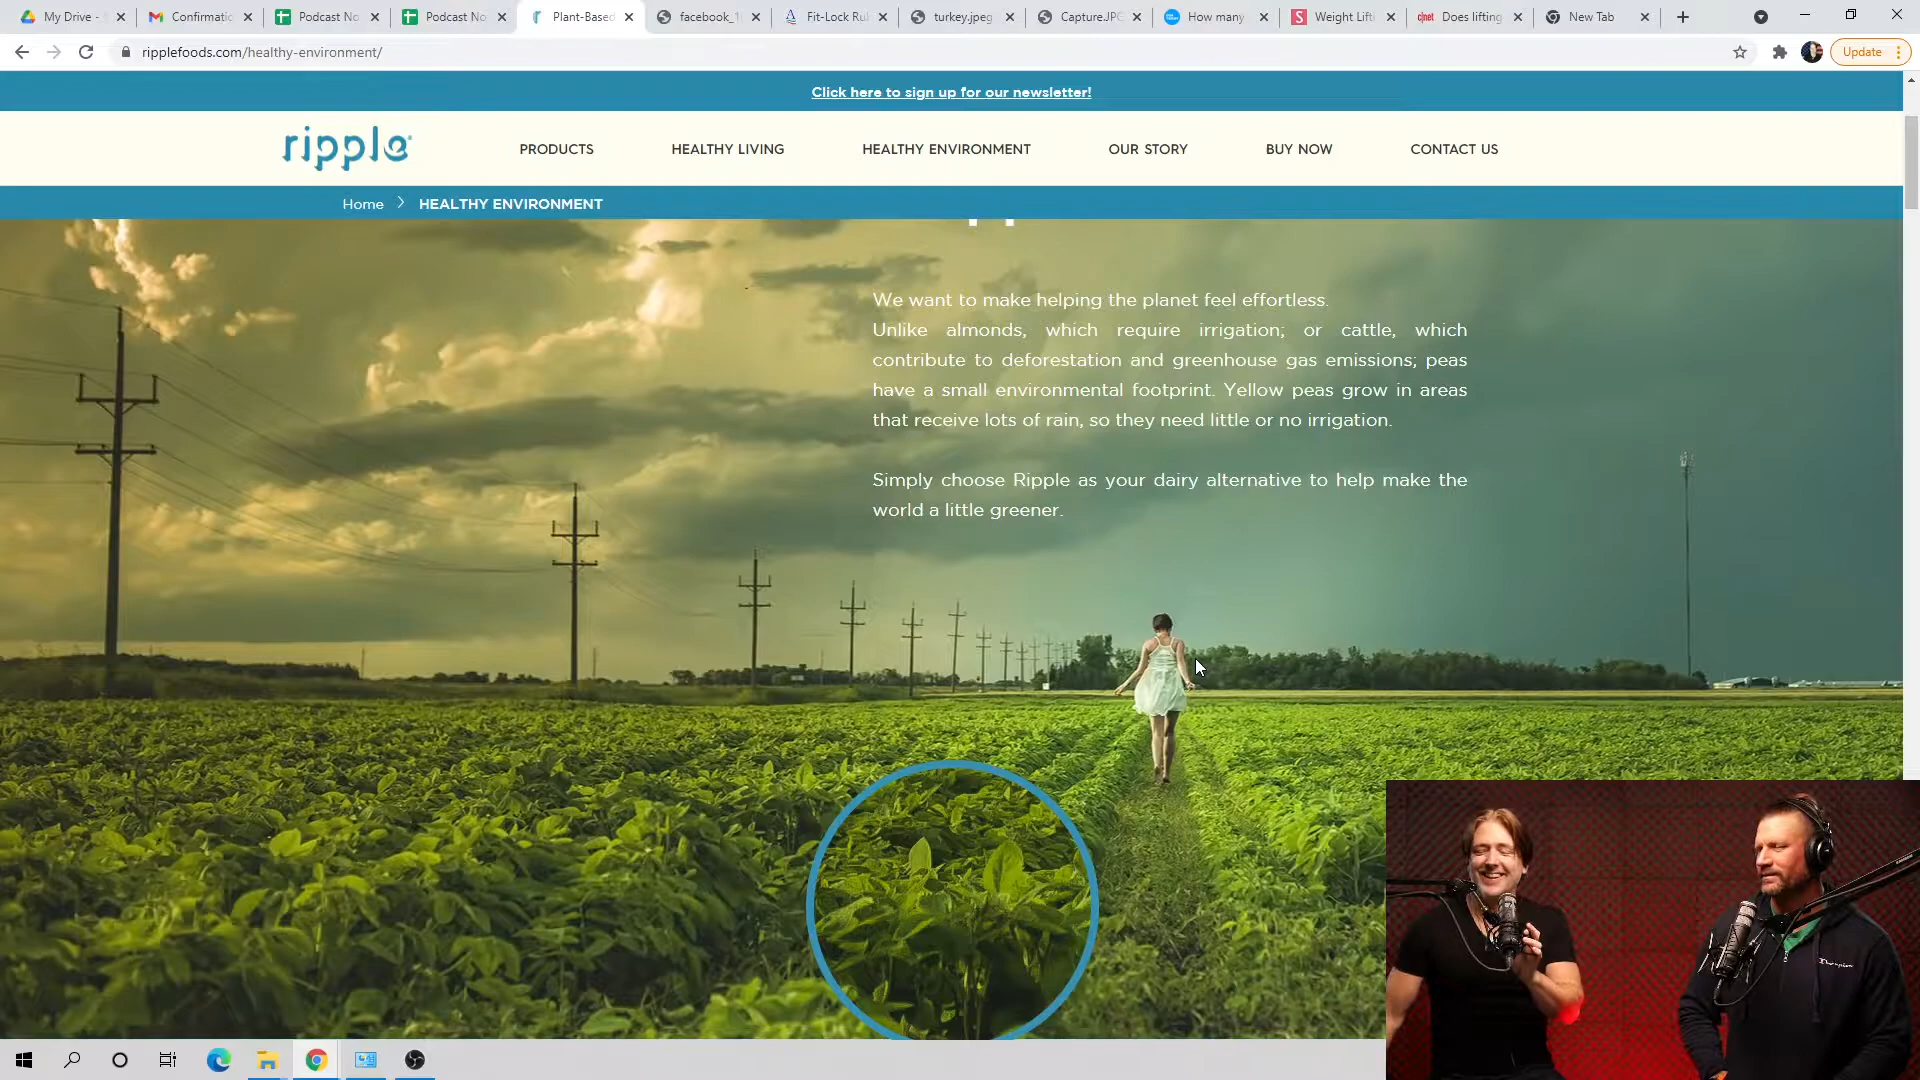 My Drive -
Confirmatic
Podcast No
Podcast No
Plant-Based
facebook_1
Fit-Lock Ru
turkey.jpeg
CaptureJPG
How many
Weight Lift
Does lifting
New Tab
ripplefoods.com/healthy-environment/
Update
Click here to sign up for our newsletter!
ripple
PRODUCTS
HEALTHY LIVING
HEALTHY ENVIRONMENT
OUR STORY
BUY NOW
CONTACT US
Home > HEALTHY ENVIRONMENT
We want to make helping the planet feel effortless.
Unlike almonds, which require irrigation; or cattle, which
contribute to deforestation and greenhouse gas emissions; peas
have a small environmental footprint. Yellow peas grow in areas
that receive lots of rain, so they need little or no irrigation.
Simply choose Ripple as your dairy alternative to help make the
world a little greener.
Champion